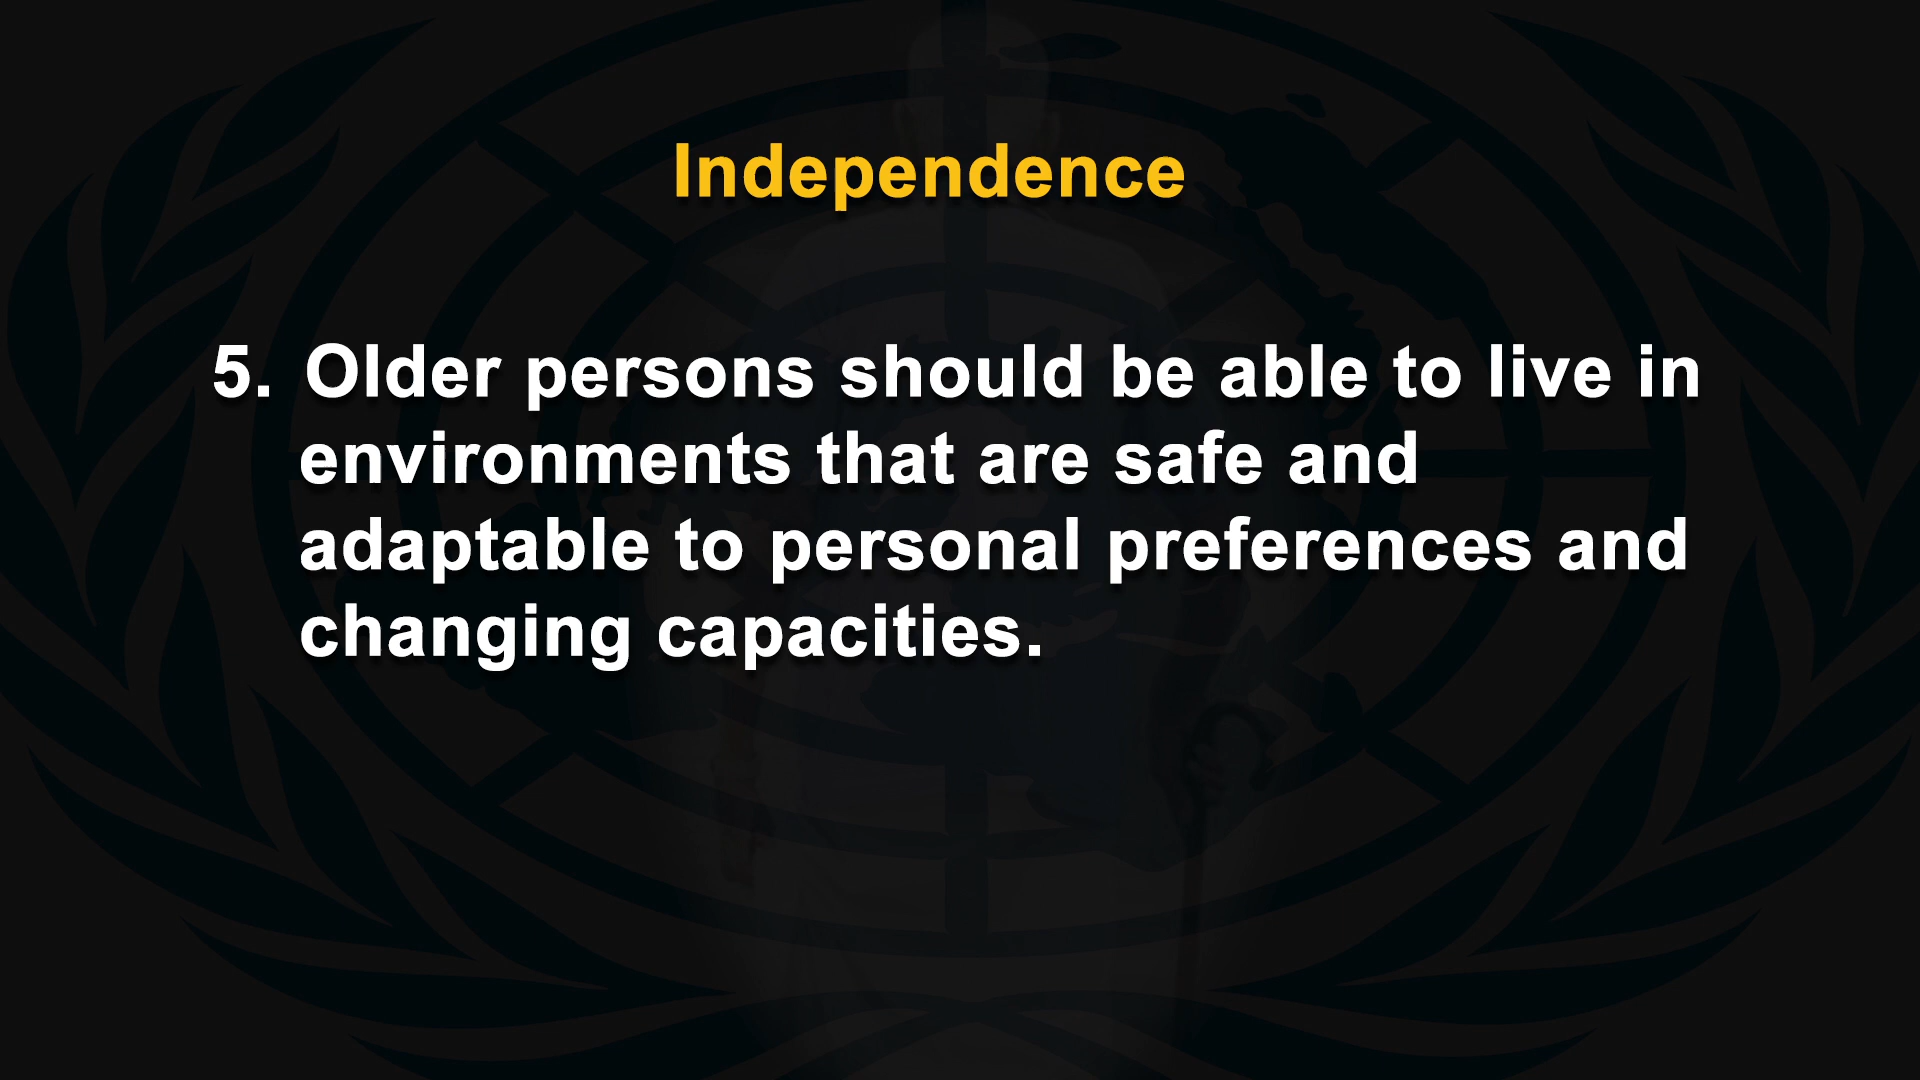 Independence
5. Older persons should be able to live in
environments that are safe and
adaptable to personal preferences and
changing capacities.